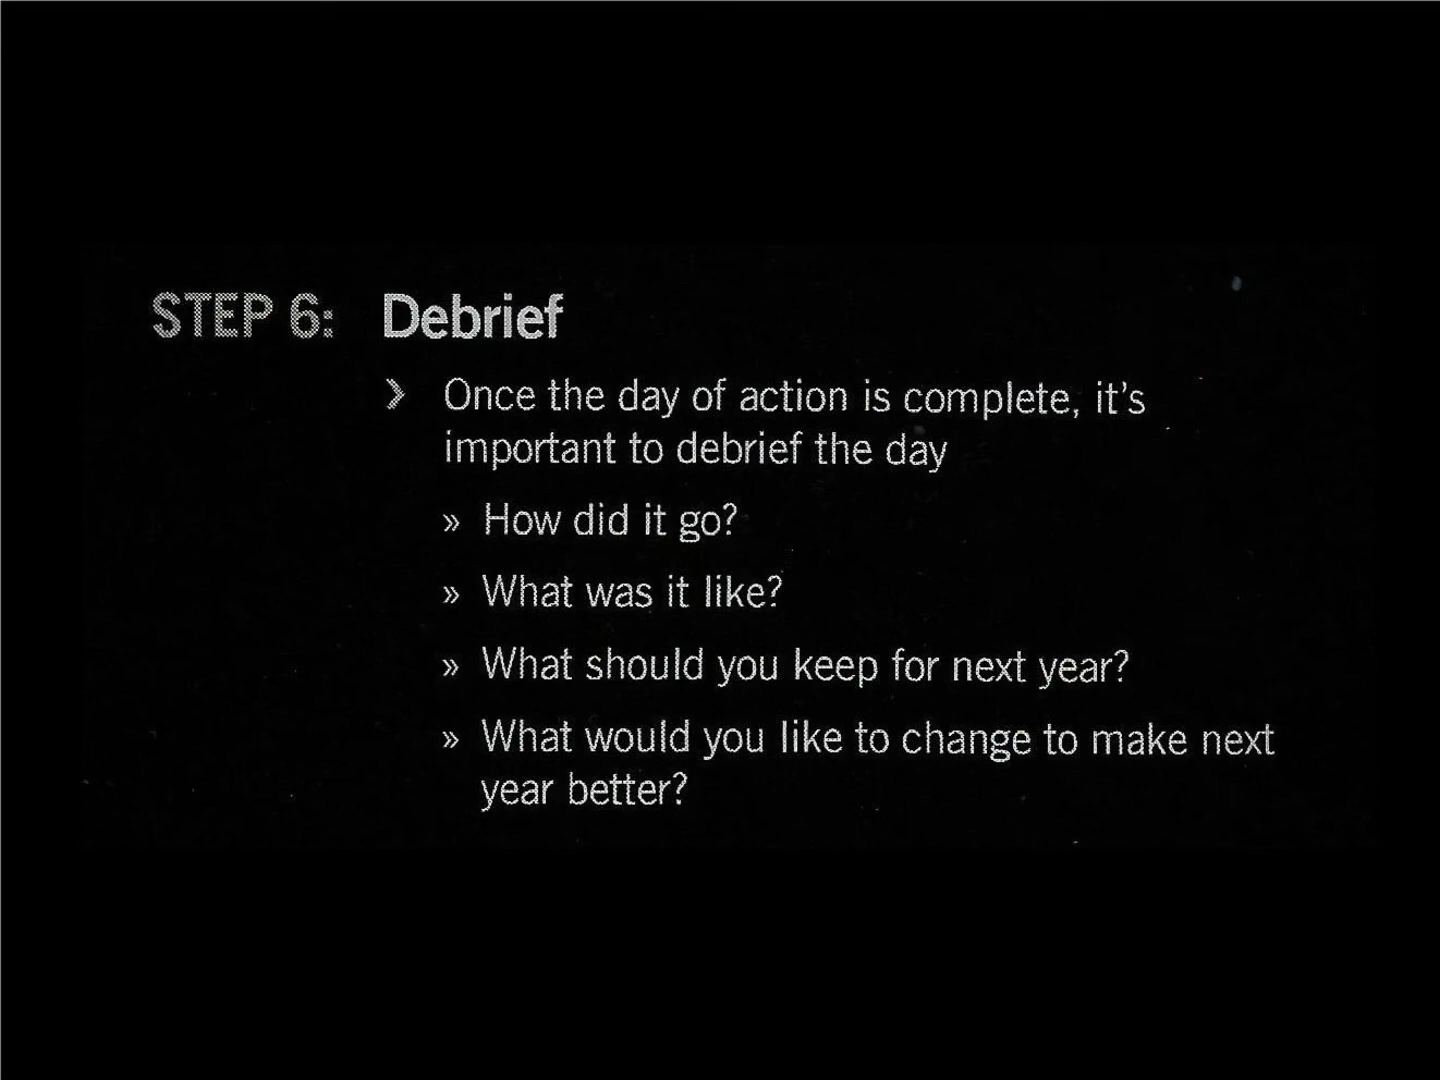 STEP 6: Debrief
› Once the day of action is complete, it's
important to debrief the day
» How did it go?
» What was it like?
» What should you keep for next year?
» What would you like to change to make next
year better?